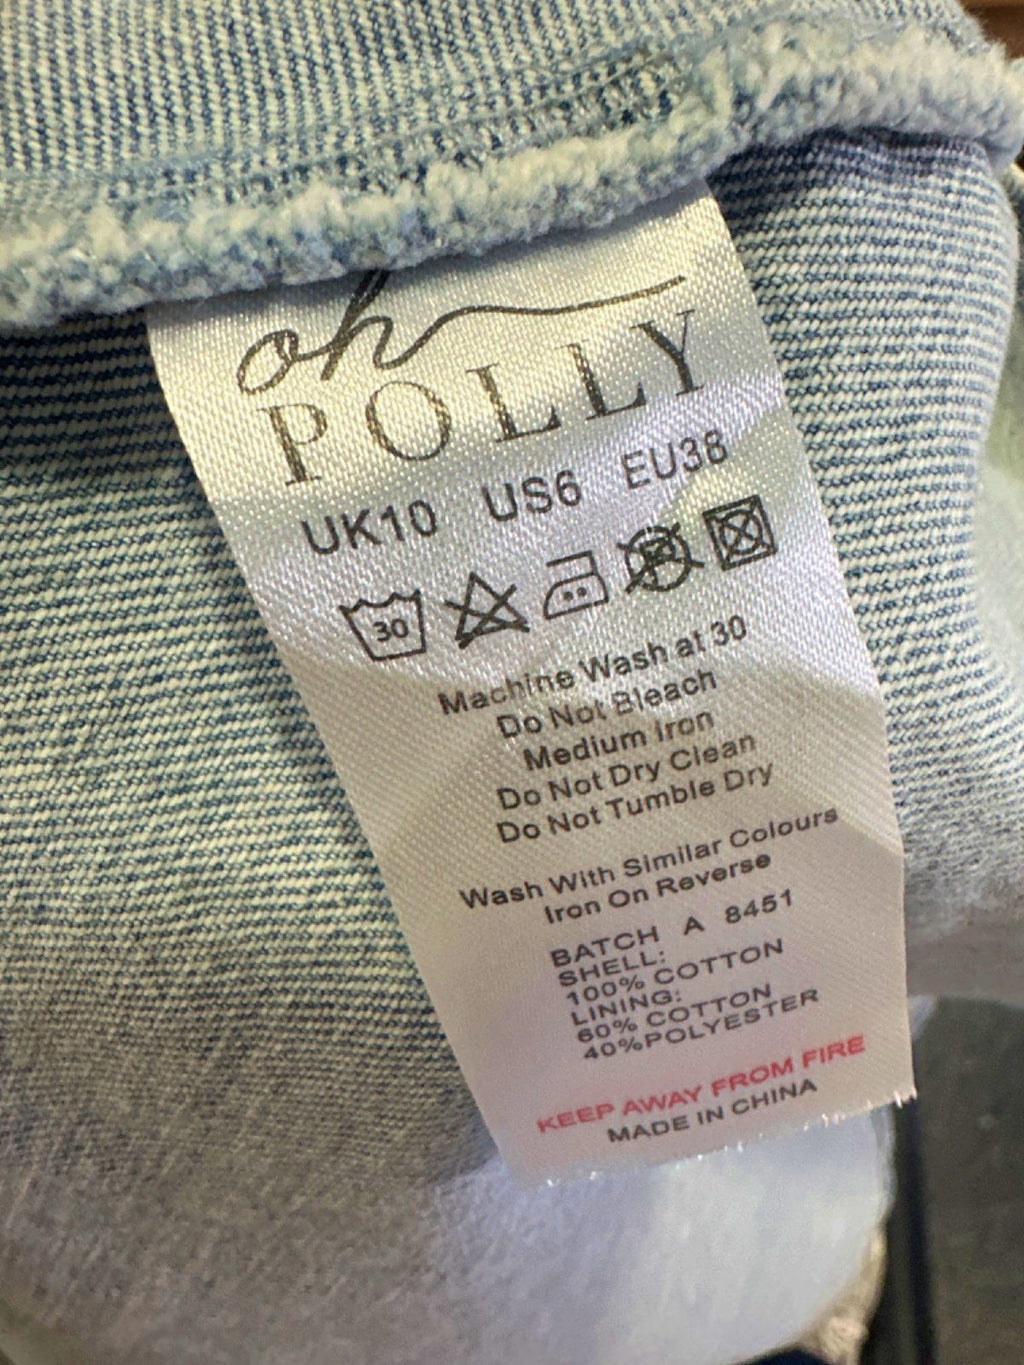 oh
POLLY
UK10 US6 EU38
30
Machine Wash at 30
Do Not Bleach
Medium Iron
Do Not Dry Clean
Do Not Tumble Dry
Wash With Similar Colours
Iron On Reverse
BATCH A 8451
SHELL:
100% COTTON
LINING:
60% COTTON
40%POLYESTER
KEEP AWAY FROM FIRE
MADE IN CHINA